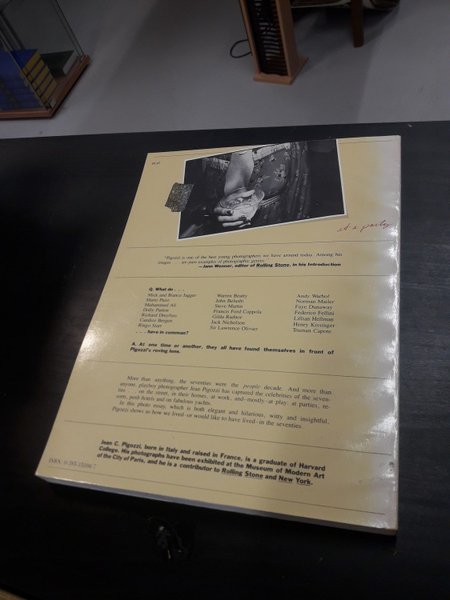 at a party
"Pigozzi is one of the best young photographers we have around today. Among his
images ... are pure examples of photographic genres."
—Jann Wenner, editor of Rolling Stone, in his Introduction
Q. What do . . .
Mick and Bianca Jagger Warren Beatty Andy Warhol
Mario Puzo John Belushi Norman Mailer
Muhammad Ali Steve Martin Faye Dunaway
Dolly Parton Francis Ford Coppola Federico Fellini
Richard Dreyfuss Gilda Radner Lillian Hellman
Candice Bergen Jack Nicholson Henry Kissinger
Ringo Starr Sir Lawrence Olivier Truman Capote
. . . have in common?
A. At one time or another, they all have found themselves in front of
Pigozzi's roving lens.
More than anything, the seventies were the people decade. And more than
anyone, playboy photographer Jean Pigozzi has captured the celebrities of the seven-
ties . . . on the street, in their homes, at work, and—mostly—at play: at parties, re-
sorts, posh hotels and on fabulous yachts.
In this photo essay, which is both elegant and hilarious, witty and insightful,
Pigozzi shows us how we lived—or would like to have lived—in the seventies.
Jean C. Pigozzi, born in Italy and raised in France, is a graduate of Harvard
College. His photographs have been exhibited at the Museum of Modern Art
of the City of Paris, and he is a contributor to Rolling Stone and New York.